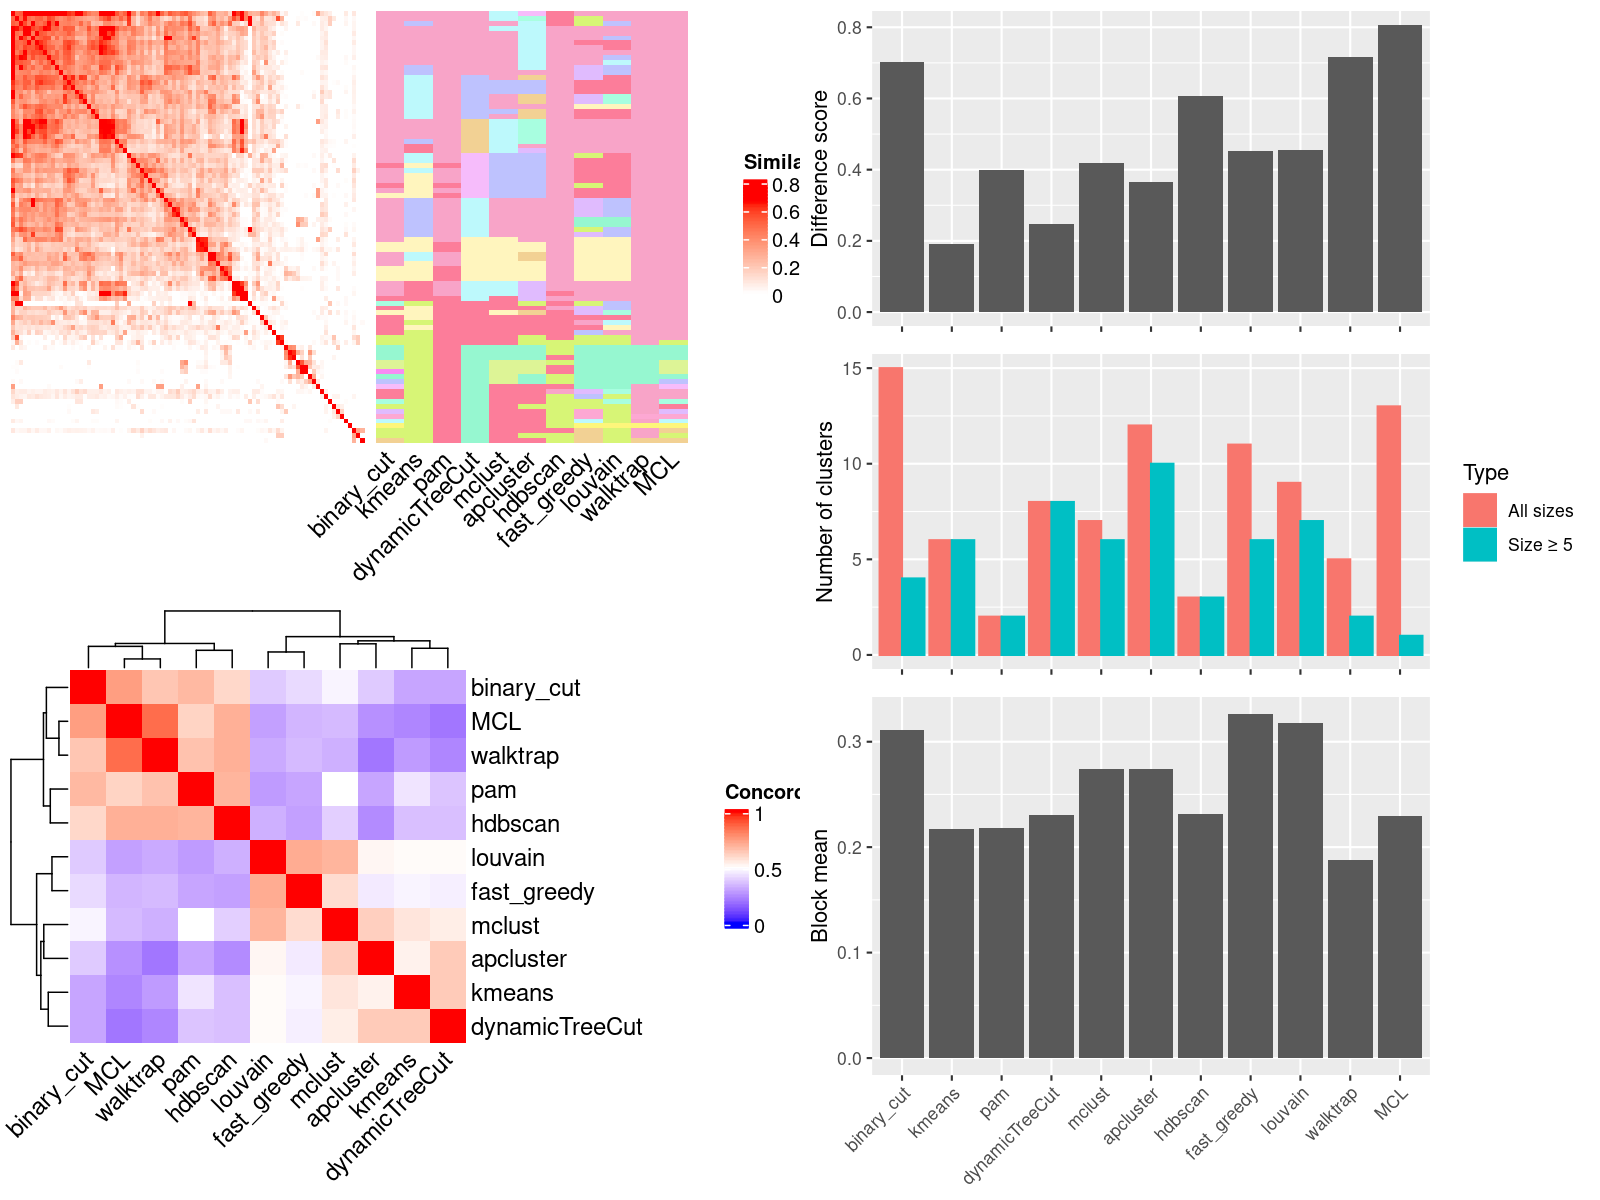 Simila
0.8
0.6
0.4
0.2
0
binary_cut
kmeans
pam
dynamicTreeCut
mclust
apcluster
hdbscan
fast_greedy
louvain
walktrap
MCL
Difference score
0.8
0.6
0.4
0.2
0.0
Number of clusters
15
10
5
0
Type
All sizes
Size ≥ 5
binary_cut
MCL
walktrap
pam
hdbscan
louvain
fast_greedy
mclust
apcluster
kmeans
dynamicTreeCut
binary_cut
MCL
walktrap
pam
hdbscan
louvain
fast_greedy
mclust
apcluster
kmeans
dynamicTreeCut
Concord
1
0.5
0
Block mean
0.3
0.2
0.1
0.0
binary_cut
kmeans
pam
dynamicTreeCut
mclust
apcluster
hdbscan
fast_greedy
louvain
walktrap
MCL